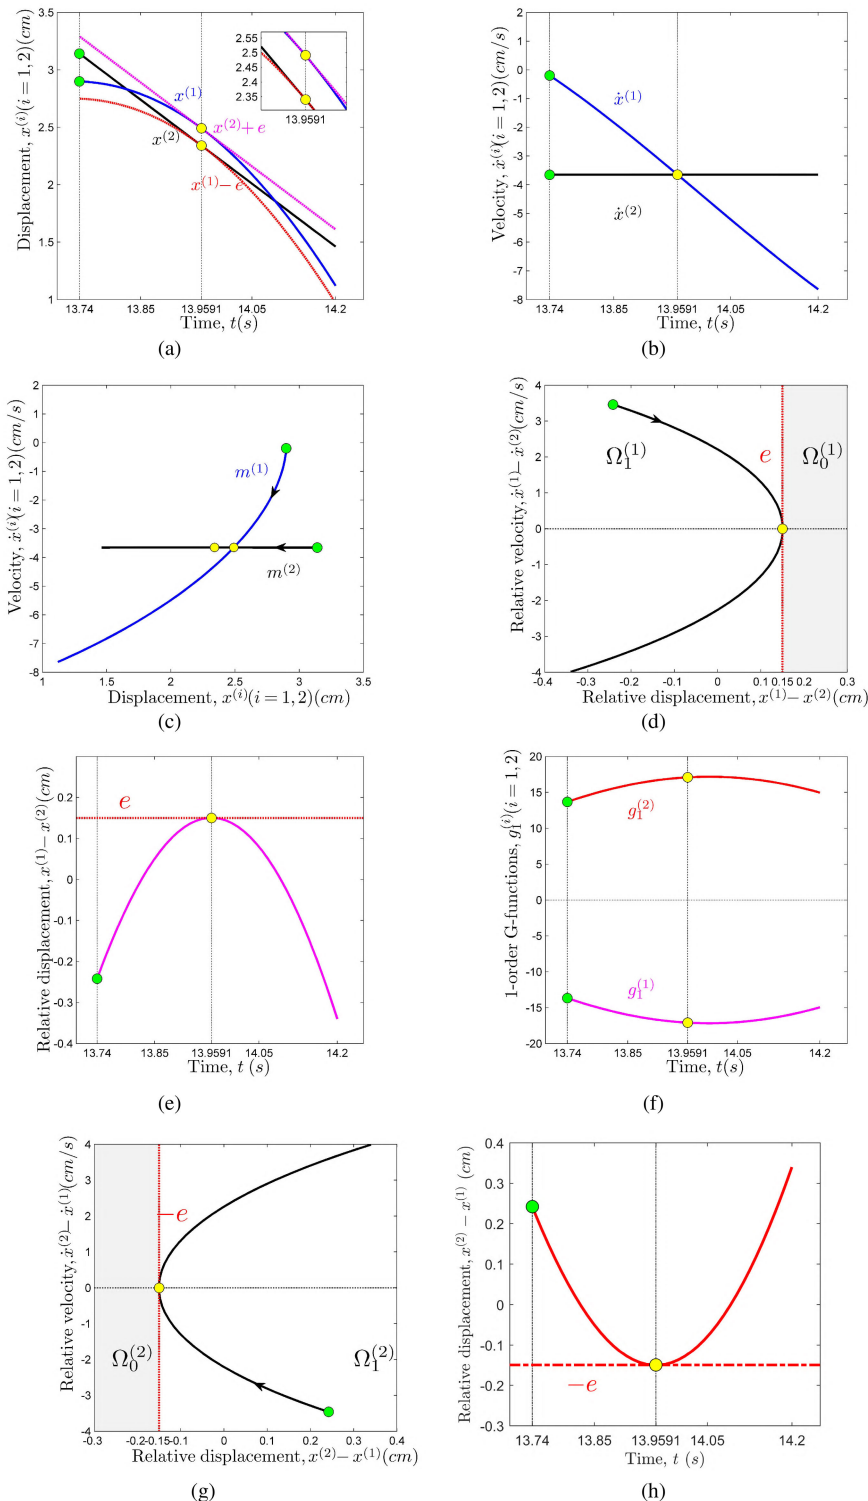 Displacement, x^(i)(i = 1, 2)(cm)
3.5
3
2.5
2
1.5
1
x^(1)
x^(2)
x^(2)+e
x^(1)−e
2.55
2.5
2.45
2.4
2.35
13.9591
13.74 13.85 13.9591 14.05 14.2
Time, t(s)
(a)
Velocity, ẋ^(i)(i = 1, 2)(cm/s)
2
1
0
-1
-2
-3
-4
-5
-6
-7
-8
ẋ^(1)
ẋ^(2)
13.74 13.85 13.9591 14.05 14.2
Time, t(s)
(b)
Velocity, ẋ^(i)(i = 1, 2)(cm/s)
2
1
0
-1
-2
-3
-4
-5
-6
-7
-8
m^(1)
m^(2)
1 1.5 2 2.5 3 3.5
Displacement, x^(i)(i = 1, 2)(cm)
(c)
Relative velocity, ẋ^(1)− ẋ^(2)(cm/s)
4
3
2
1
0
-1
-2
-3
-4
Ω_1^(1) e Ω_0^(1)
-0.4 -0.3 -0.2 -0.1 0 0.1 0.15 0.2 0.3
Relative displacement, x^(1)− x^(2)(cm)
(d)
Relative displacement, x^(1)− x^(2)(cm)
0.2
0.1
0
-0.1
-0.2
-0.3
-0.4
e
13.74 13.85 13.9591 14.05 14.2
Time, t (s)
(e)
1-order G-functions, g_1^(i)(i = 1, 2)
20
15
10
5
0
-5
-10
-15
-20
g_1^(2)
g_1^(1)
13.74 13.85 13.9591 14.05 14.2
Time, t(s)
(f)
Relative velocity, ẋ^(2)− ẋ^(1)(cm/s)
4
3
2
1
0
-1
-2
-3
-4
−e
Ω_0^(2) Ω_1^(2)
-0.3 -0.2 -0.15 -0.1 0 0.1 0.2 0.3 0.4
Relative displacement, x^(2)− x^(1)(cm)
(g)
Relative displacement, x^(2) − x^(1) (cm)
0.4
0.3
0.2
0.1
0
-0.1
-0.2
-0.3
−e
13.74 13.85 13.9591 14.05 14.2
Time, t (s)
(h)